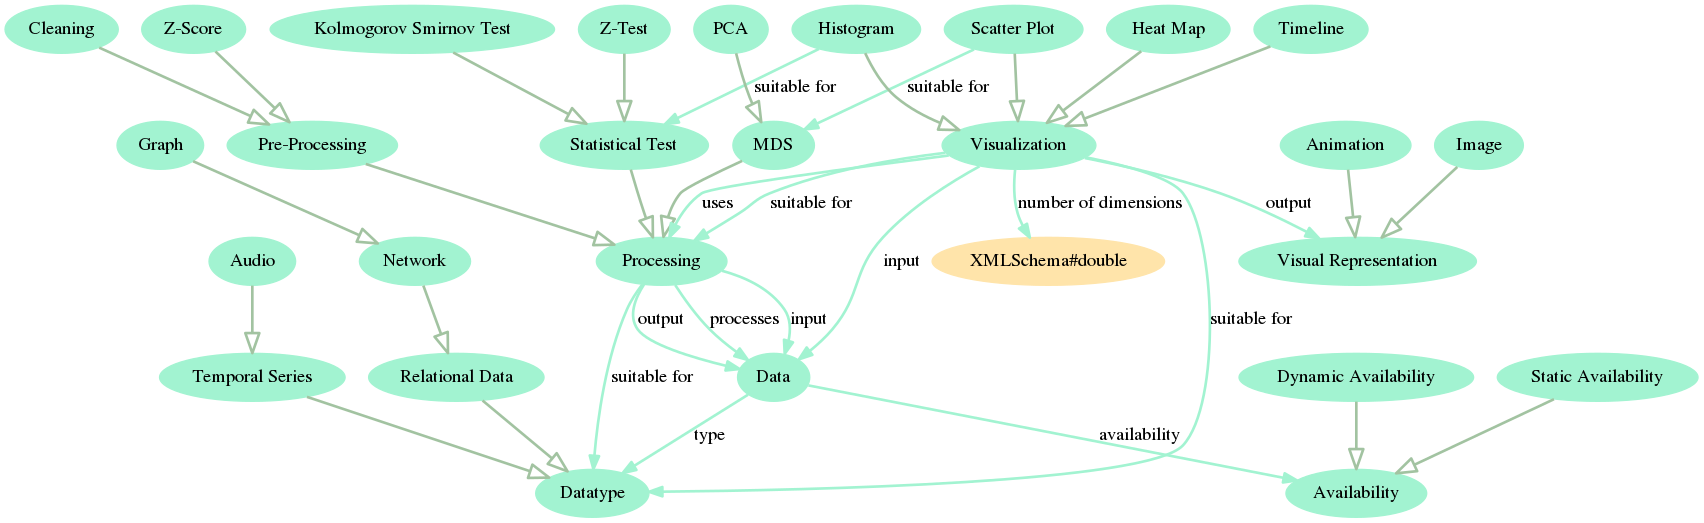 Cleaning
Z-Score
Kolmogorov Smirnov Test
Z-Test
PCA
Histogram
Scatter Plot
Heat Map
Timeline
suitable for
suitable for
Graph
Pre-Processing
Statistical Test
MDS
Visualization
Animation
Image
uses
suitable for
number of dimensions
output
Audio
Network
Processing
input
XMLSchema#double
Visual Representation
output
processes
input
suitable for
Temporal Series
Relational Data
suitable for
Data
Dynamic Availability
Static Availability
type
availability
Datatype
Availability